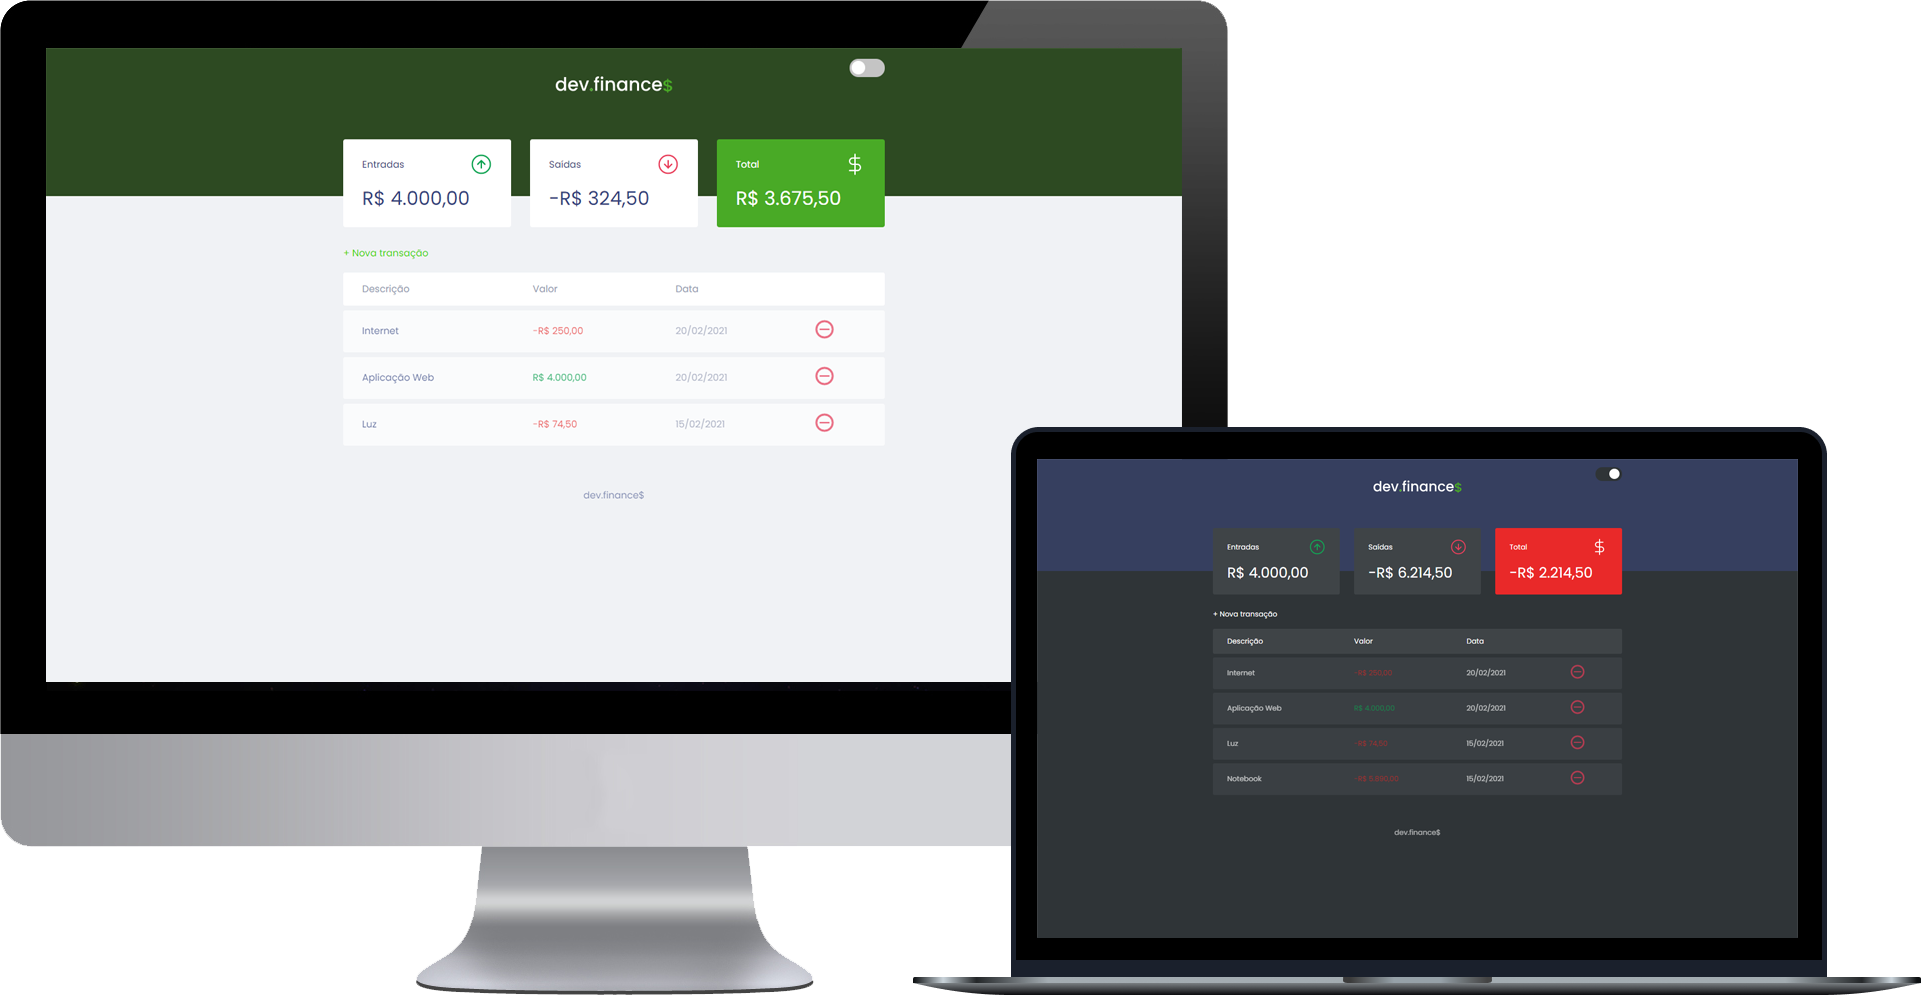 dev.finance$
Entradas
R$ 4.000,00
Saídas
-R$ 324,50
Total
$
R$ 3.675,50
+ Nova transação
Descrição Valor Data
Internet -R$ 250,00 20/02/2021
Aplicação Web R$ 4.000,00 20/02/2021
Luz -R$ 74,50 15/02/2021
dev.finance$
dev.finance$
Entradas
R$ 4.000,00
Saídas
-R$ 6.214,50
Total
$
-R$ 2.214,50
+ Nova transação
Descrição Valor Data
Internet -R$ 250,00 20/02/2021
Aplicação Web R$ 4.000,00 20/02/2021
Luz -R$ 74,50 15/02/2021
Notebook -R$ 5.890,00 15/02/2021
dev.finance$